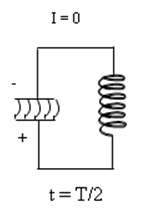 I = 0
-
+
t = T/2